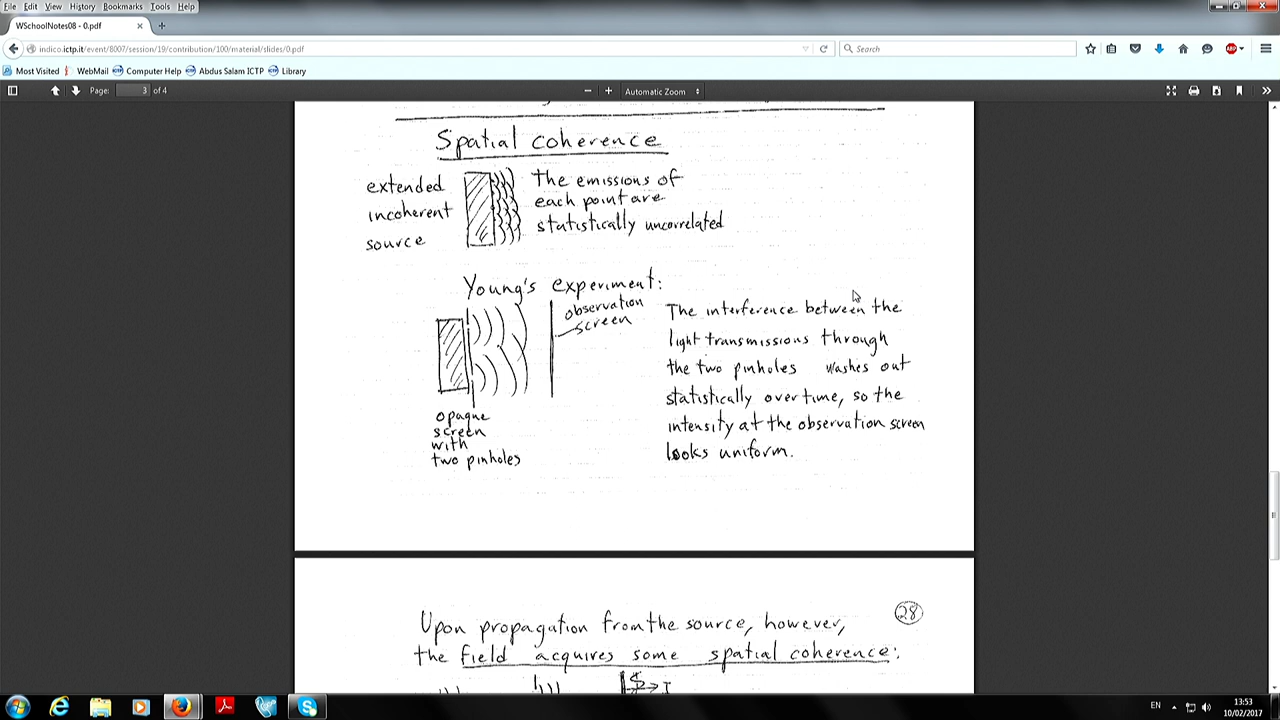 File Edit View History Bookmarks Tools Help
WSchoolNotes08 - 0.pdf
indico.ictp.it/event/8007/session/19/contribution/100/material/slides/0.pdf
Search
Most Visited WebMail Computer Help Abdus Salam ICTP Library
Page: 3 of 4
Automatic Zoom
Spatial coherence
extended
incoherent
source
The emissions of
each point are
statistically uncorrelated
Young's experiment:
observation
screen
opaque
screen
with
two pinholes
The interference between the
light transmissions through
the two pinholes washes out
statistically over time, so the
intensity at the observation screen
looks uniform.
28
Upon propagation from the source, however,
the field acquires some spatial coherence:
EN
13:53
10/02/2017